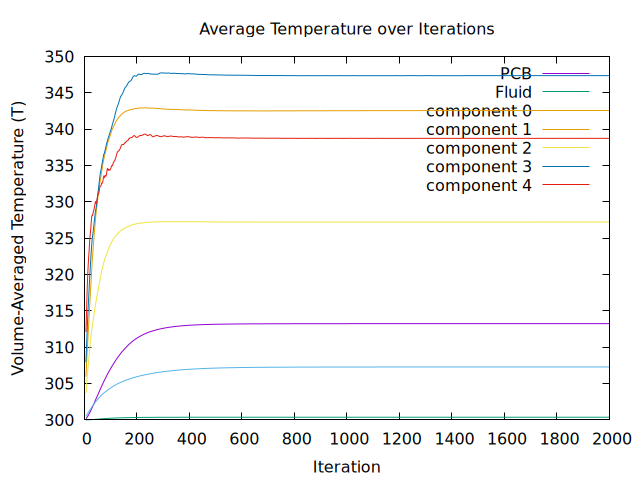 Average Temperature over Iterations
Volume-Averaged Temperature (T)
350
345
340
335
330
325
320
315
310
305
300
PCB
Fluid
component 0
component 1
component 2
component 3
component 4
0 200 400 600 800 1000 1200 1400 1600 1800 2000
Iteration